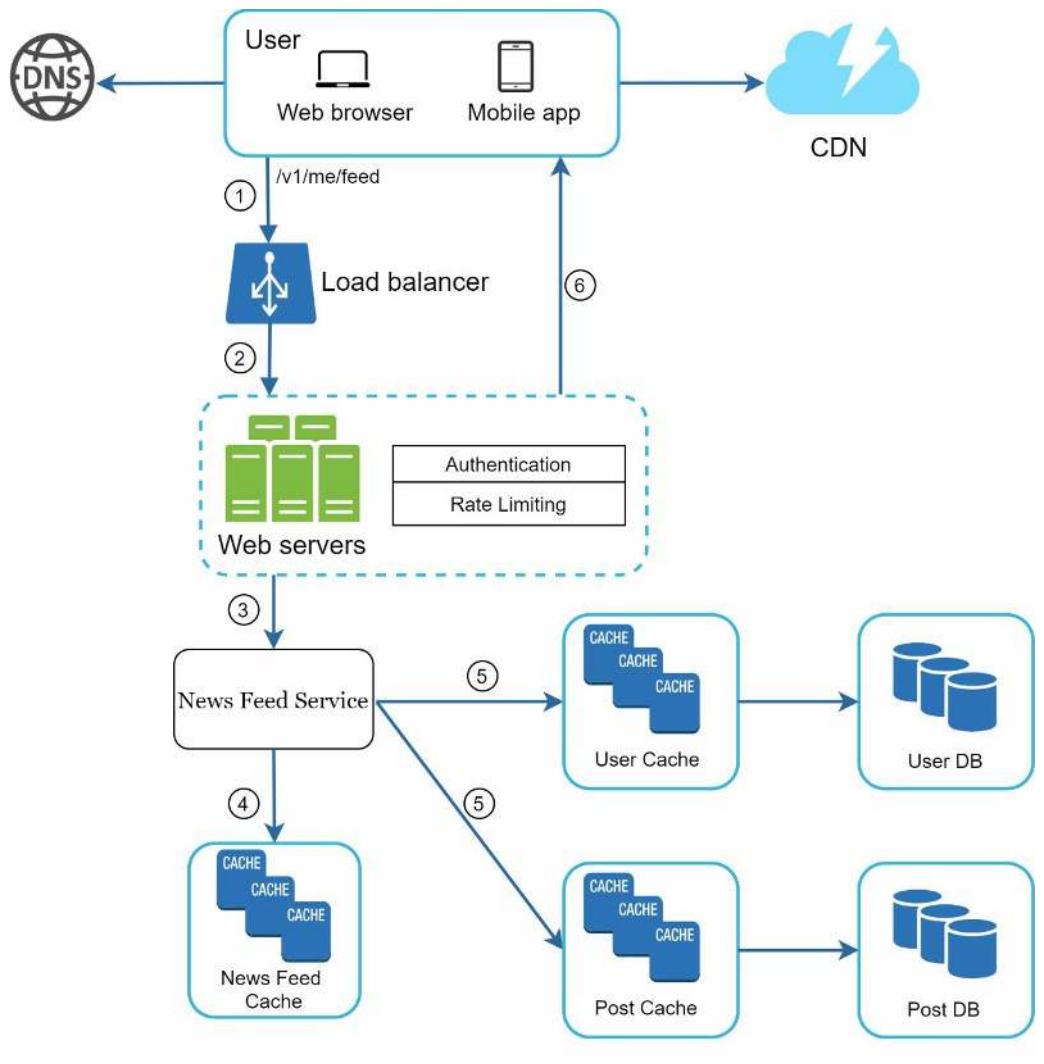 User
DNS
Web browser
Mobile app
CDN
/v1/me/feed
1
Load balancer
6
2
Authentication
Rate Limiting
Web servers
3
CACHE
CACHE
CACHE
User Cache
User DB
5
News Feed Service
4
5
CACHE
CACHE
CACHE
News Feed
Cache
CACHE
CACHE
CACHE
Post Cache
Post DB